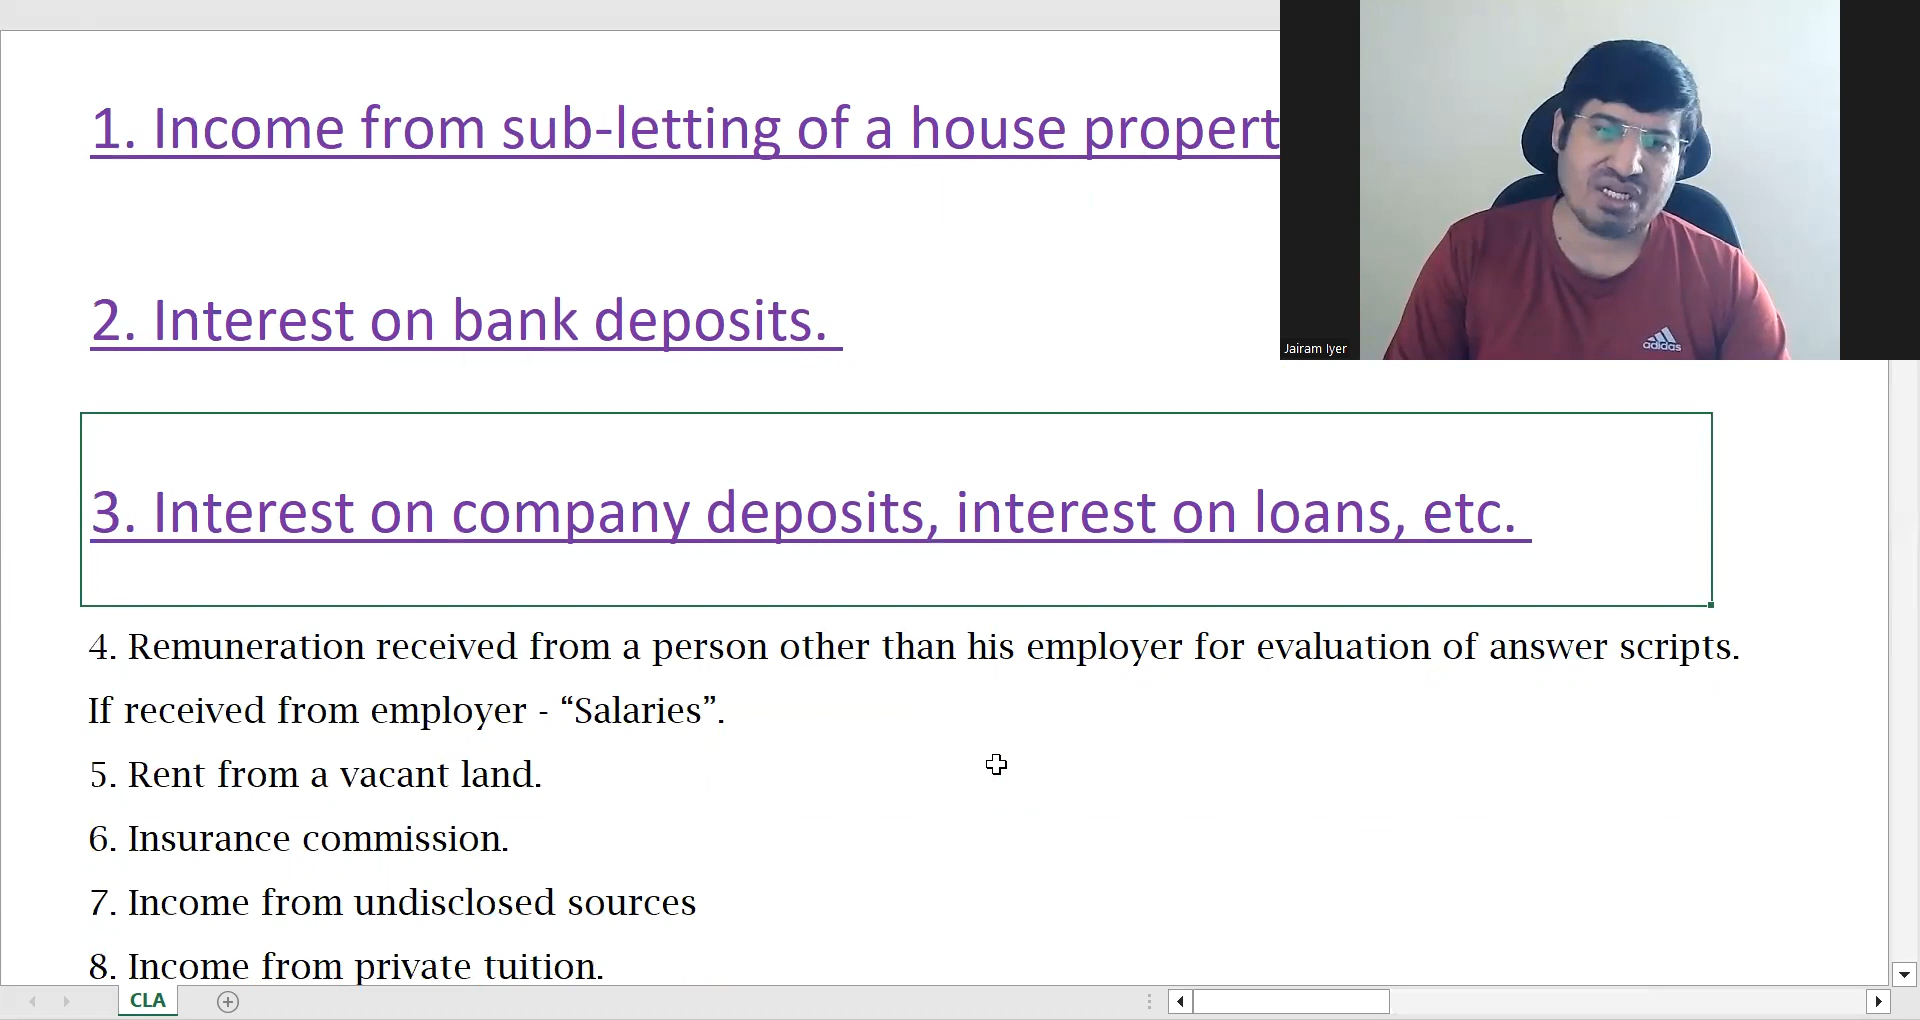 1. Income from sub-letting of a house propert
2. Interest on bank deposits.
adidas
Jairam Iyer
3. Interest on company deposits, interest on loans, etc.
4. Remuneration received from a person other than his employer for evaluation of answer scripts.
If received from employer - “Salaries”.
5. Rent from a vacant land.
6. Insurance commission.
7. Income from undisclosed sources
8. Income from private tuition.
CLA